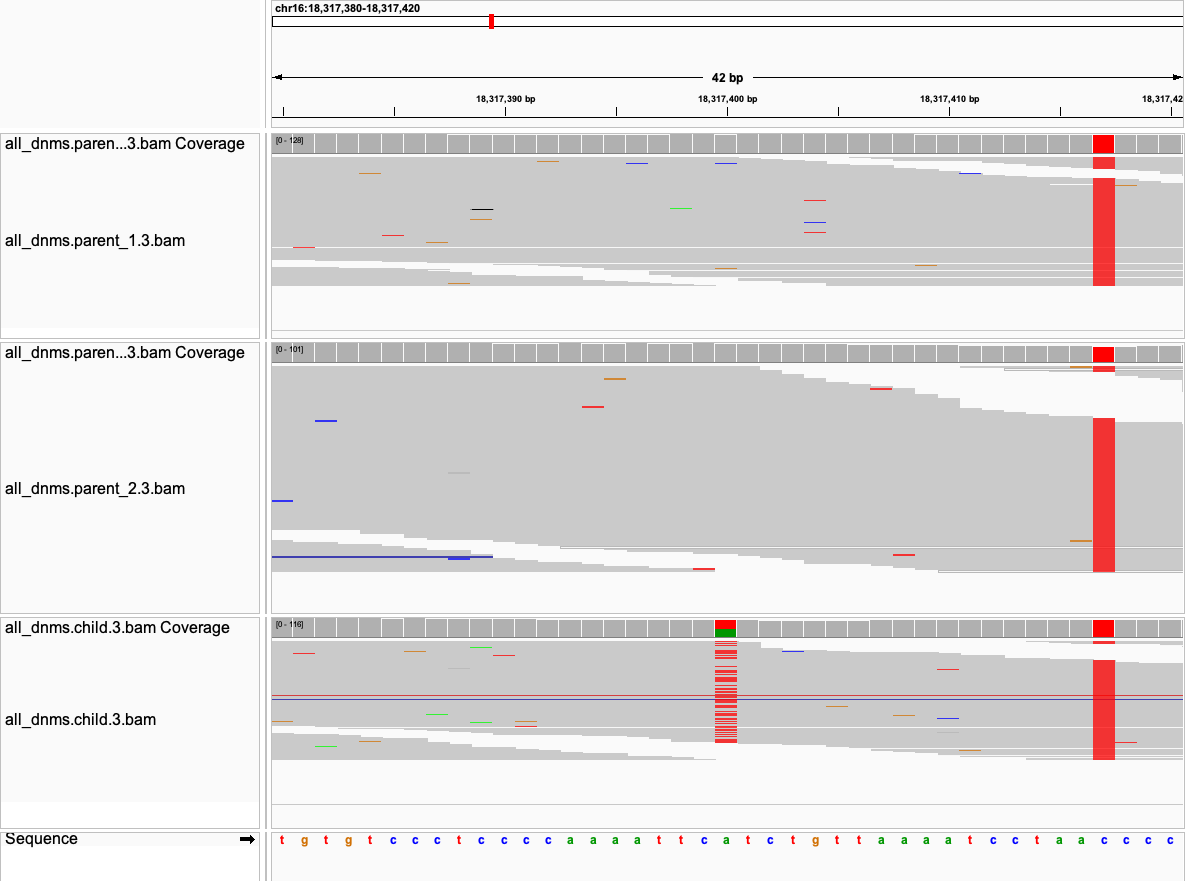 chr16:18,317,380-18,317,420
42 bp
18,317,390 bp 18,317,400 bp 18,317,410 bp 18,317,42
all_dnms.paren...3.bam Coverage
[0 - 128]
all_dnms.parent_1.3.bam
all_dnms.paren...3.bam Coverage
[0 - 101]
all_dnms.parent_2.3.bam
all_dnms.child.3.bam Coverage
[0 - 116]
all_dnms.child.3.bam
Sequence
t g t g t c c c t c c c c a a a a t t c a t c t g t t a a a a t c c t a a c c c c